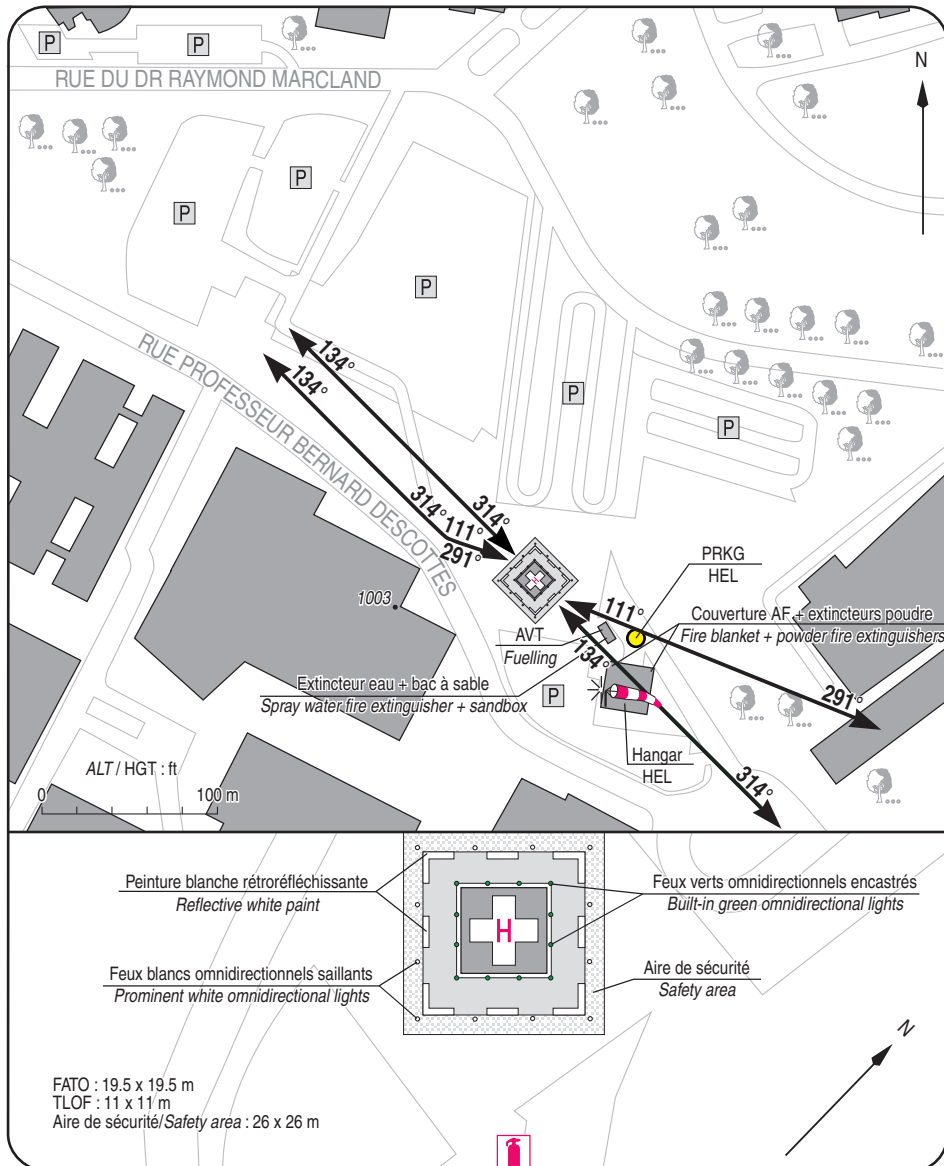 P
P
RUE DU DR RAYMOND MARCLAND
N
P
P
P
RUE PROFESSEUR BERNARD DESCOTTES
134°
134°
P
P
314°
314°
111°
291°
H
PRKG
HEL
1003
111°
Couverture AF + extincteurs poudre
Fire blanket + powder fire extinguishers
AVT
Fuelling
134°
Extincteur eau + bac à sable
Spray water fire extinguisher + sandbox
P
291°
Hangar
HEL
314°
ALT / HGT : ft
0 100 m
Peinture blanche rétroréfléchissante
Reflective white paint
Feux verts omnidirectionnels encastrés
Built-in green omnidirectional lights
H
Feux blancs omnidirectionnels saillants
Prominent white omnidirectional lights
Aire de sécurité
Safety area
N
FATO : 19.5 x 19.5 m
TLOF : 11 x 11 m
Aire de sécurité/Safety area : 26 x 26 m